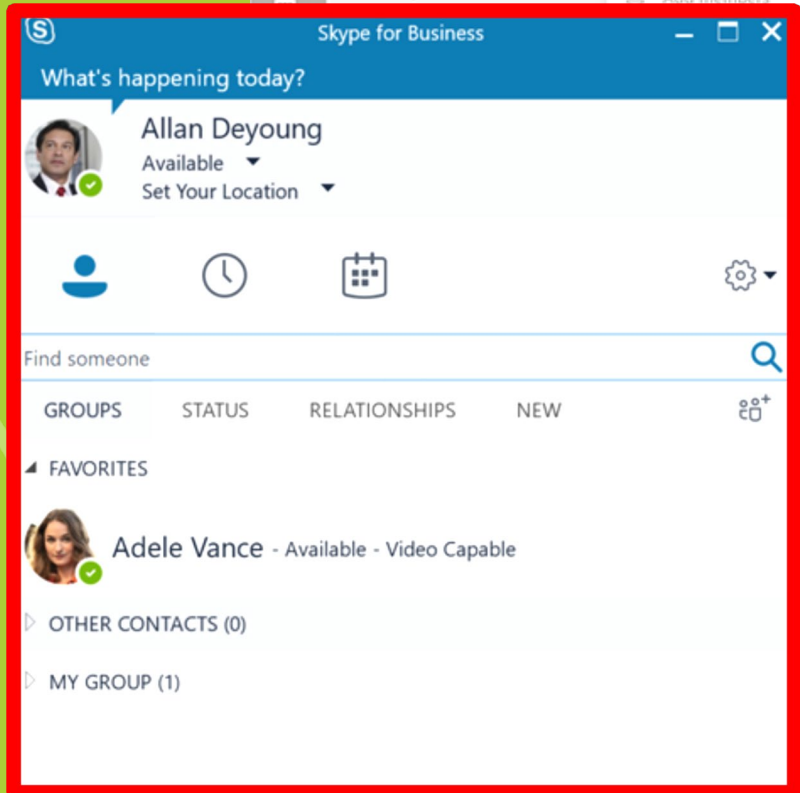 Skype for Business
What's happening today?
Allan Deyoung
Available
Set Your Location
Find someone
GROUPS STATUS RELATIONSHIPS NEW
FAVORITES
Adele Vance - Available - Video Capable
OTHER CONTACTS (0)
MY GROUP (1)